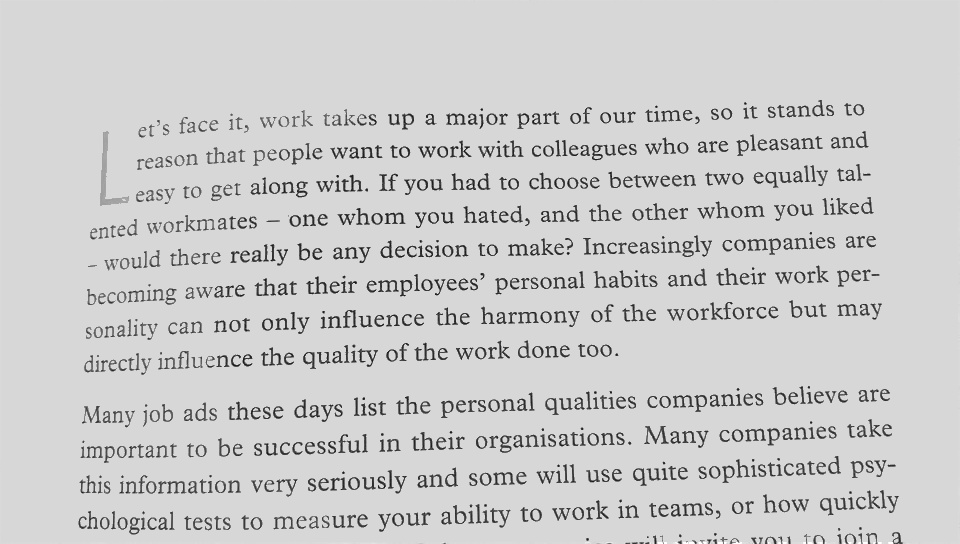 Let's face it, work takes up a major part of our time, so it stands to
reason that people want to work with colleagues who are pleasant and
easy to get along with. If you had to choose between two equally tal-
ented workmates – one whom you hated, and the other whom you liked
– would there really be any decision to make? Increasingly companies are
becoming aware that their employees’ personal habits and their work per-
sonality can not only influence the harmony of the workforce but may
directly influence the quality of the work done too.
Many job ads these days list the personal qualities companies believe are
important to be successful in their organisations. Many companies take
this information very seriously and some will use quite sophisticated psy-
chological tests to measure your ability to work in teams, or how quickly
will invite you to join a